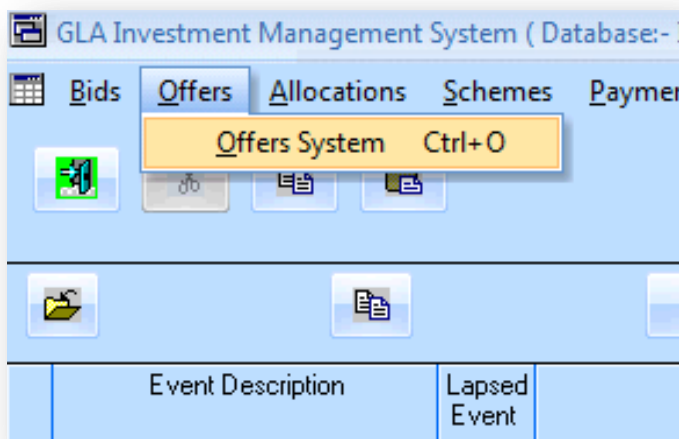 GLA Investment Management System ( Database:-
Bids Offers Allocations Schemes
Offers System Ctrl+O
Event Description Lapsed
Event